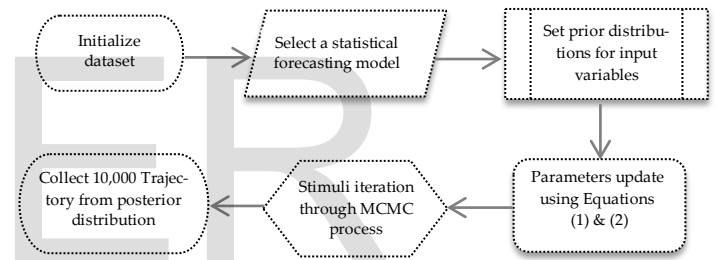 Initialize
dataset
Select a statistical
forecasting model
Set prior distribu-
tions for input
variables
Parameters update
using Equations
(1) & (2)
Stimuli iteration
through MCMC
process
Collect 10,000 Trajec-
tory from posterior
distribution
ER